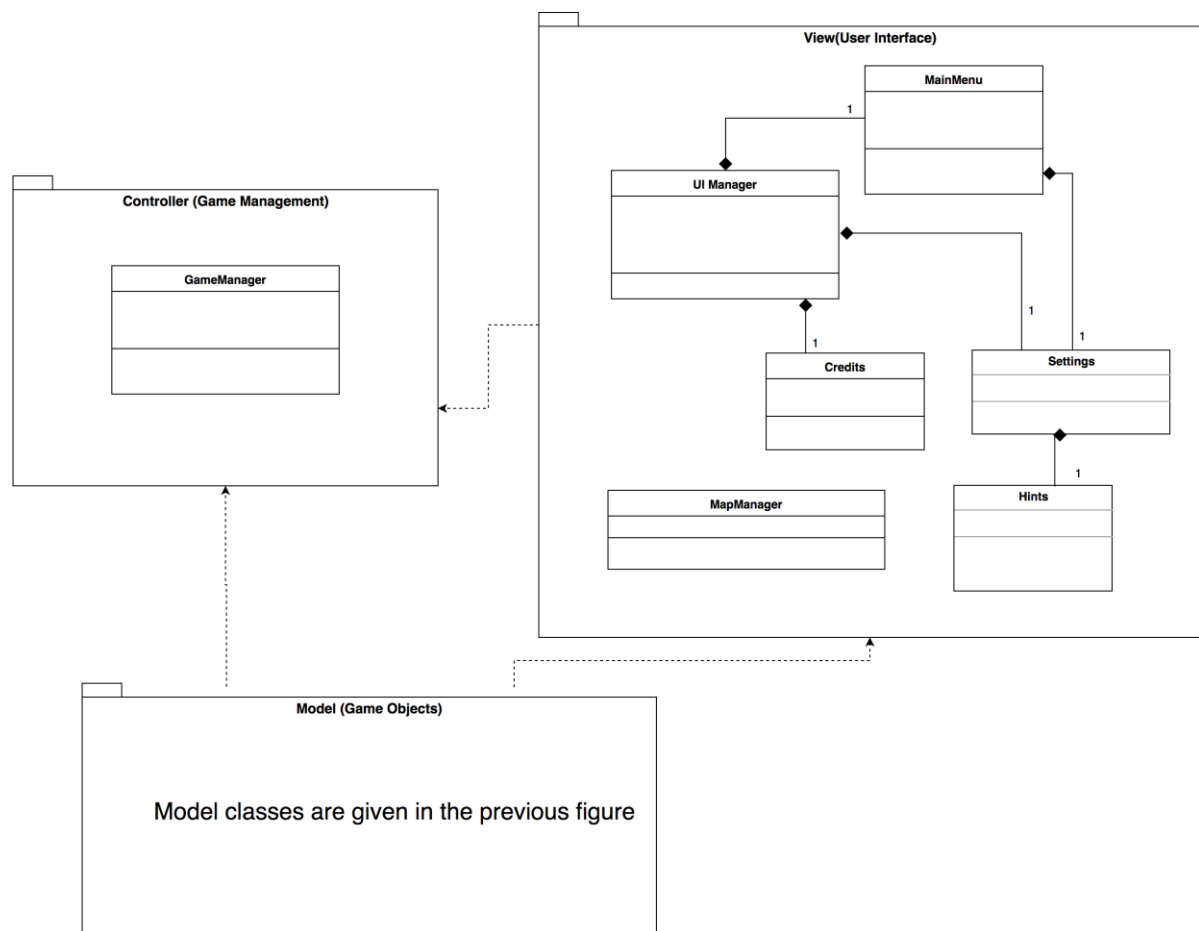 View(User Interface)
MainMenu
1
UI Manager
Controller (Game Management)
GameManager
1
1
1
Credits
Settings
MapManager
1
Hints
Model (Game Objects)
Model classes are given in the previous figure